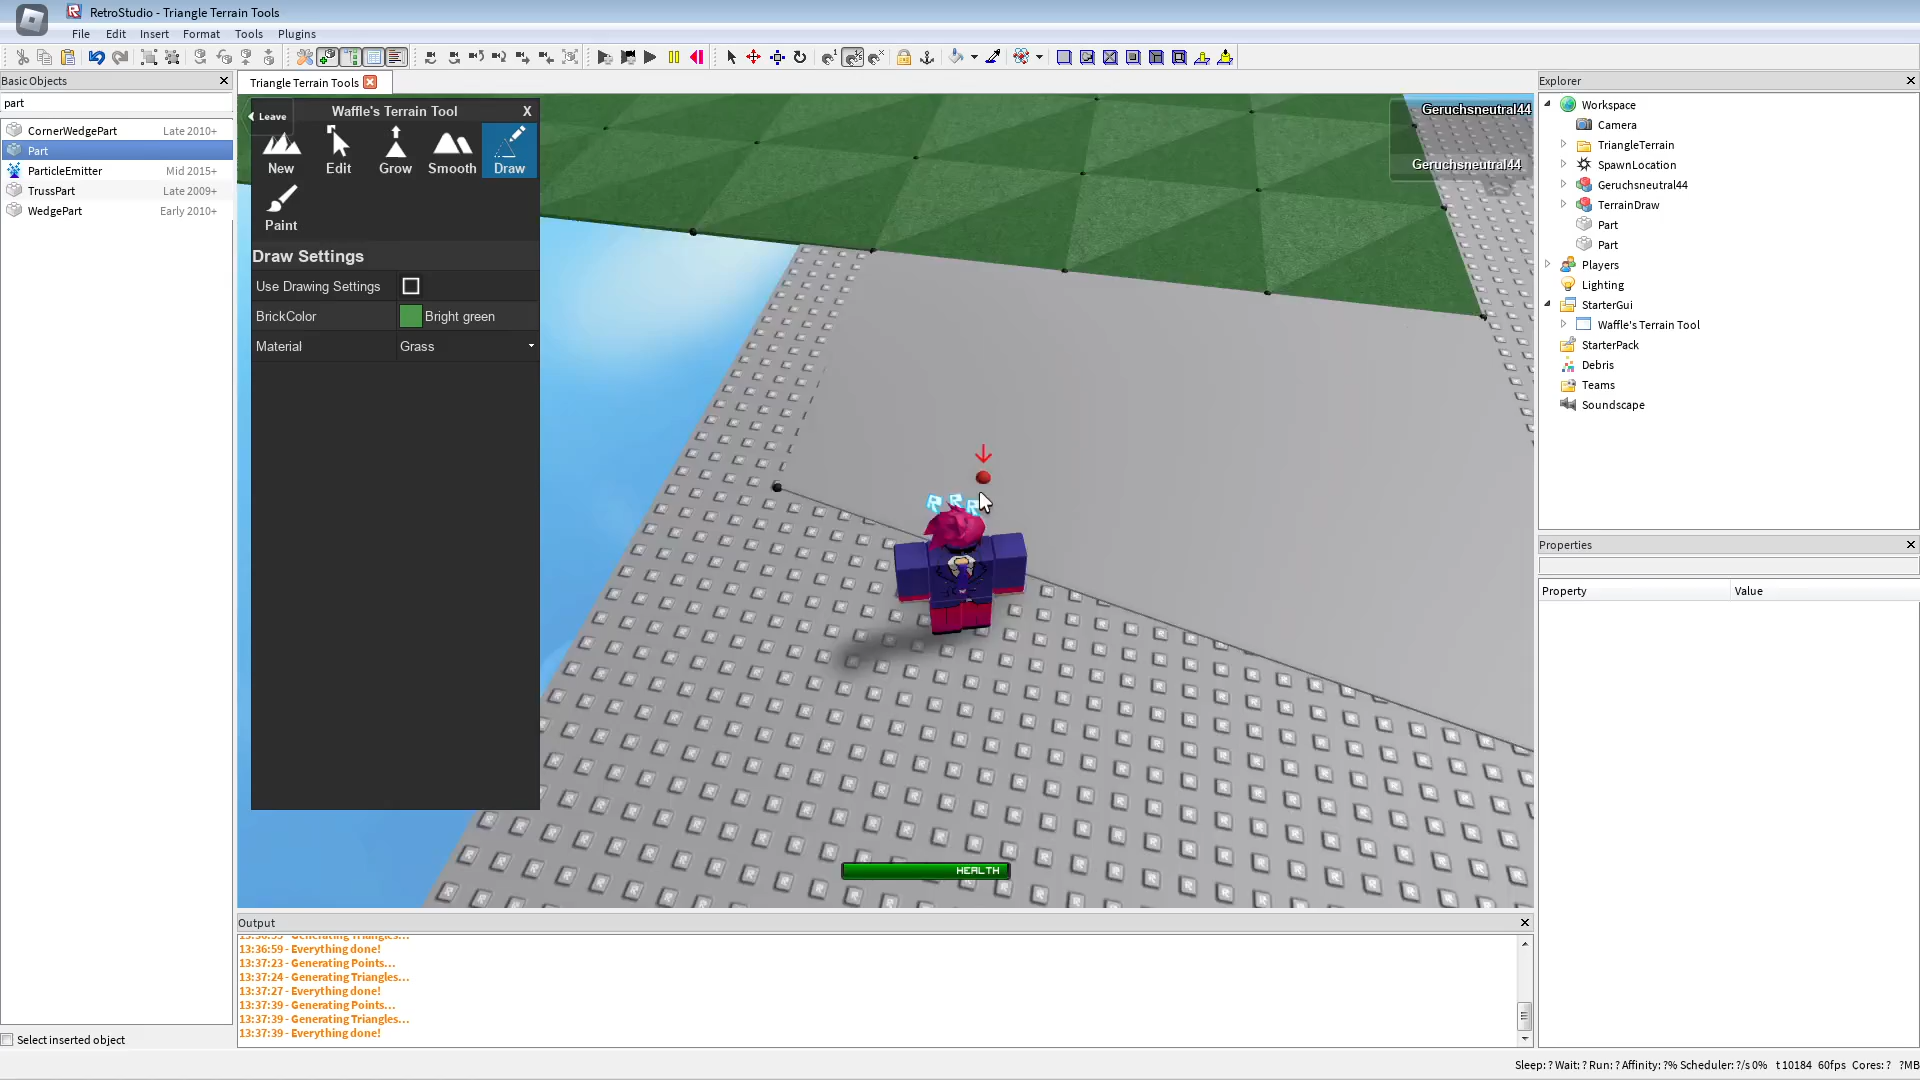 RetroStudio - Triangle Terrain Tools
File Edit Insert Format Tools Plugins
Basic Objects
part
CornerWedgePart Late 2010+
Part
ParticleEmitter Mid 2015+
TrussPart Late 2009+
WedgePart Early 2010+
Select inserted object
Triangle Terrain Tools
Leave
Waffle's Terrain Tool X
New Edit Grow Smooth Draw
Paint
Draw Settings
Use Drawing Settings
BrickColor Bright green
Material Grass
Geruchsneutral44
Geruchsneutral44
HEALTH
Output
13:36:59 - Everything done!
13:37:23 - Generating Points...
13:37:24 - Generating Triangles...
13:37:27 - Everything done!
13:37:39 - Generating Points...
13:37:39 - Generating Triangles...
13:37:39 - Everything done!
Explorer
Workspace
Camera
TriangleTerrain
SpawnLocation
Geruchsneutral44
TerrainDraw
Part
Part
Players
Lighting
StarterGui
Waffle's Terrain Tool
StarterPack
Debris
Teams
Soundscape
Properties
Property Value
Sleep: ? Wait: ? Run: ? Affinity: ?% Scheduler: ?/s 0% t 10184 60fps Cores: ? ?MB